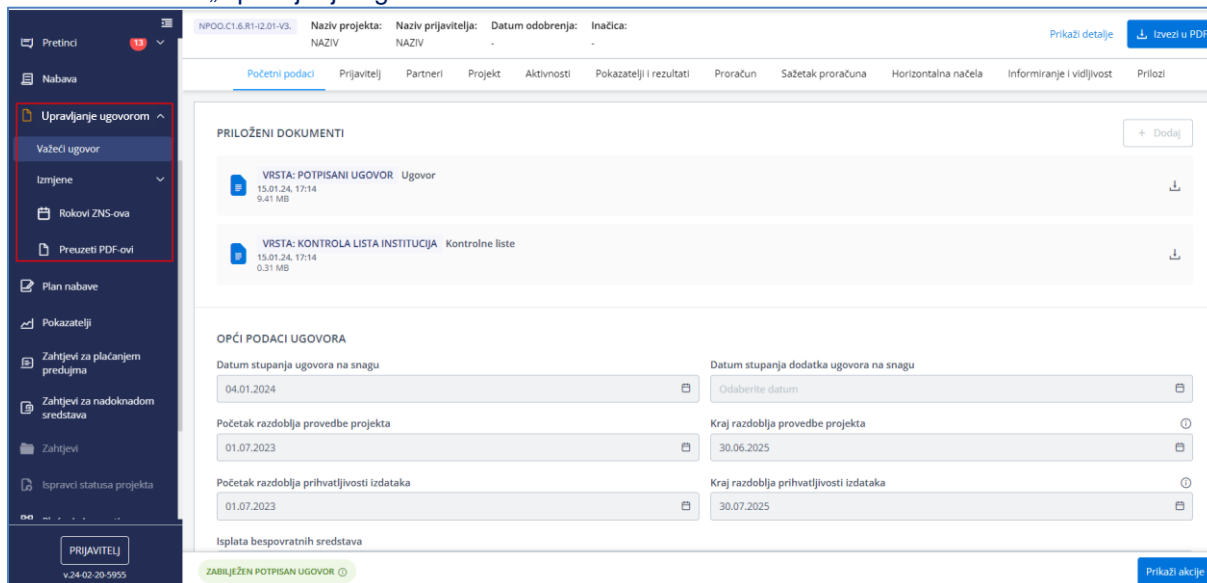 Pretinci 13
Nabava
Upravljanje ugovorom
Važeći ugovor
Izmjene
Rokovi ZNS-ova
Preuzeti PDF-ovi
Plan nabave
Pokazatelji
Zahtjevi za plaćanjem
predujma
Zahtjevi za nadoknadom
sredstava
Zahtjevi
Ispravci statusa projekta
PRIJAVITELJ
v.24-02-20-5955
NPOO.C1.6.R1-I2.01-V3. Naziv projekta: Naziv prijavitelja: Datum odobrenja: Inačica:
NAZIV NAZIV - -
Prikaži detalje Izvezi u PDF
Početni podaci Prijavitelj Partneri Projekt Aktivnosti Pokazatelji i rezultati Proračun Sažetak proračuna Horizontalna načela Informiranje i vidljivost Prilozi
PRILOŽENI DOKUMENTI + Dodaj
VRSTA: POTPISANI UGOVOR Ugovor
15.01.24, 17:14
9.41 MB
VRSTA: KONTROLA LISTA INSTITUCIJA Kontrolne liste
15.01.24, 17:14
0.31 MB
OPĆI PODACI UGOVORA
Datum stupanja ugovora na snagu Datum stupanja dodatka ugovora na snagu
04.01.2024 Odaberite datum
Početak razdoblja provedbe projekta Kraj razdoblja provedbe projekta
01.07.2023 30.06.2025
Početak razdoblja prihvatljivosti izdataka Kraj razdoblja prihvatljivosti izdataka
01.07.2023 30.07.2025
Isplata bespovratnih sredstava
ZABILJEŽEN POTPISAN UGOVOR Prikaži akcije